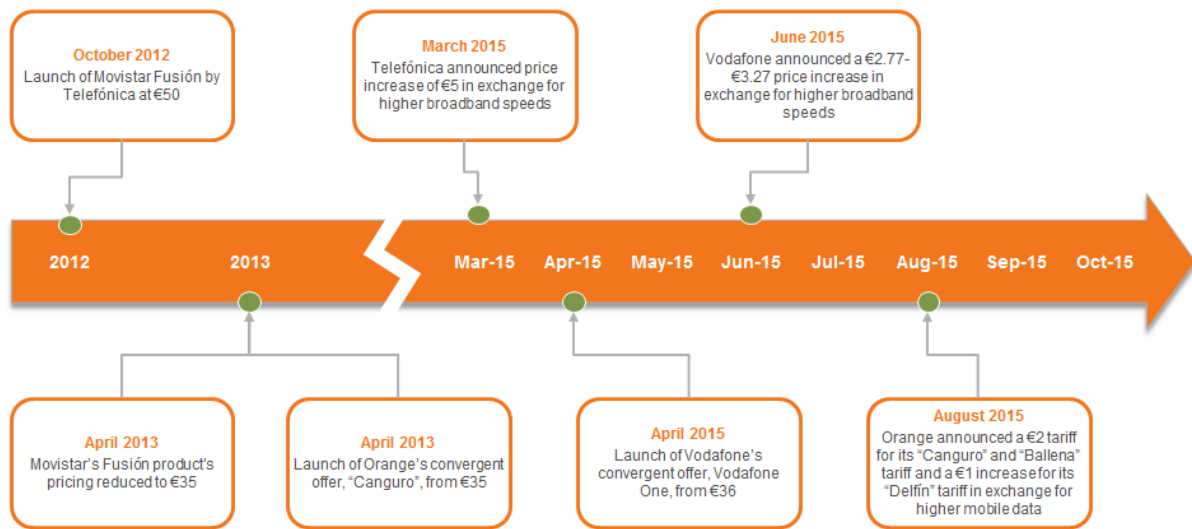 October 2012
Launch of Movistar Fusión by
Telefónica at €50
March 2015
Telefónica announced price
increase of €5 in exchange for
higher broadband speeds
June 2015
Vodafone announced a €2.77-
€3.27 price increase in
exchange for higher broadband
speeds
2012
2013
Mar-15
Apr-15
May-15
Jun-15
Jul-15
Aug-15
Sep-15
Oct-15
April 2013
Movistar’s Fusión product’s
pricing reduced to €35
April 2013
Launch of Orange’s convergent
offer, “Canguro”, from €35
April 2015
Launch of Vodafone’s
convergent offer, Vodafone
One, from €36
August 2015
Orange announced a €2 tariff
for its “Canguro” and “Ballena”
tariff and a €1 increase for its
“Delfín” tariff in exchange for
higher mobile data